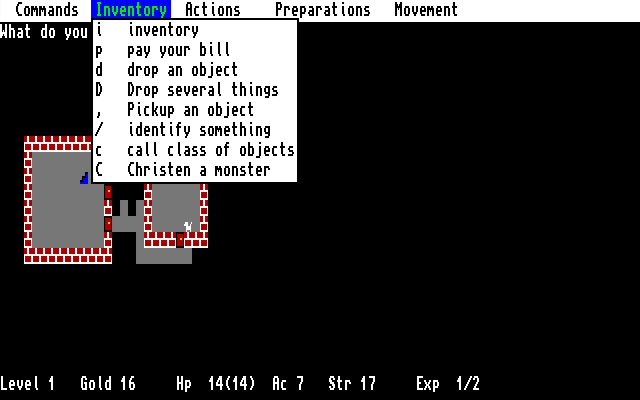 Commands Inventory Actions Preparations Movement
What do you
i inventory
p pay your bill
d drop an object
D Drop several things
, Pickup an object
/ identify something
c call class of objects
C Christen a monster
Level 1 Gold 16 Hp 14(14) Ac 7 Str 17 Exp 1/2